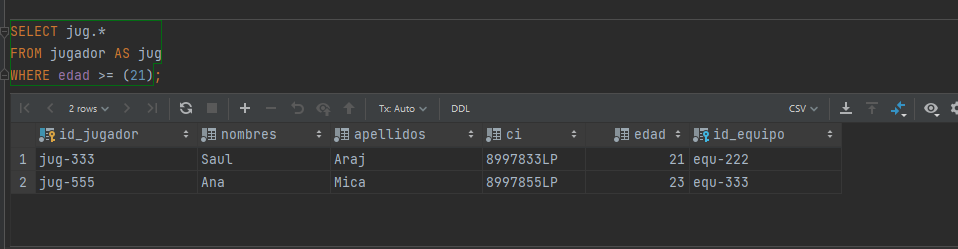 SELECT jug.*
FROM jugador AS jug
WHERE edad >= (21);
2 rows Tx: Auto DDL CSV
id_jugador nombres apellidos ci edad id_equipo
1 jug-333 Saul Araj 8997833LP 21 equ-222
2 jug-555 Ana Mica 8997855LP 23 equ-333